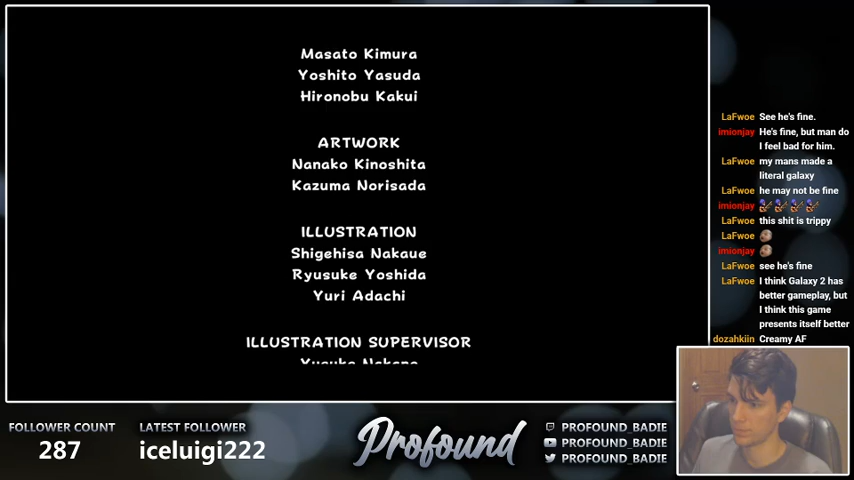 Masato Kimura
Yoshito Yasuda
Hironobu Kakui
ARTWORK
Nanako Kinoshita
Kazuma Norisada
ILLUSTRATION
Shigehisa Nakaue
Ryusuke Yoshida
Yuri Adachi
ILLUSTRATION SUPERVISOR
LaFwoe See he's fine.
imionjay He's fine, but man do
I feel bad for him.
LaFwoe my mans made a
literal galaxy
LaFwoe he may not be fine
imionjay
LaFwoe this shit is trippy
LaFwoe
imionjay
LaFwoe see he's fine
LaFwoe I think Galaxy 2 has
better gameplay, but
I think this game
presents itself better
dozahkiin Creamy AF
FOLLOWER COUNT
287
LATEST FOLLOWER
iceluigi222
Profound
PROFOUND_BADIE
PROFOUND_BADIE
PROFOUND_BADIE